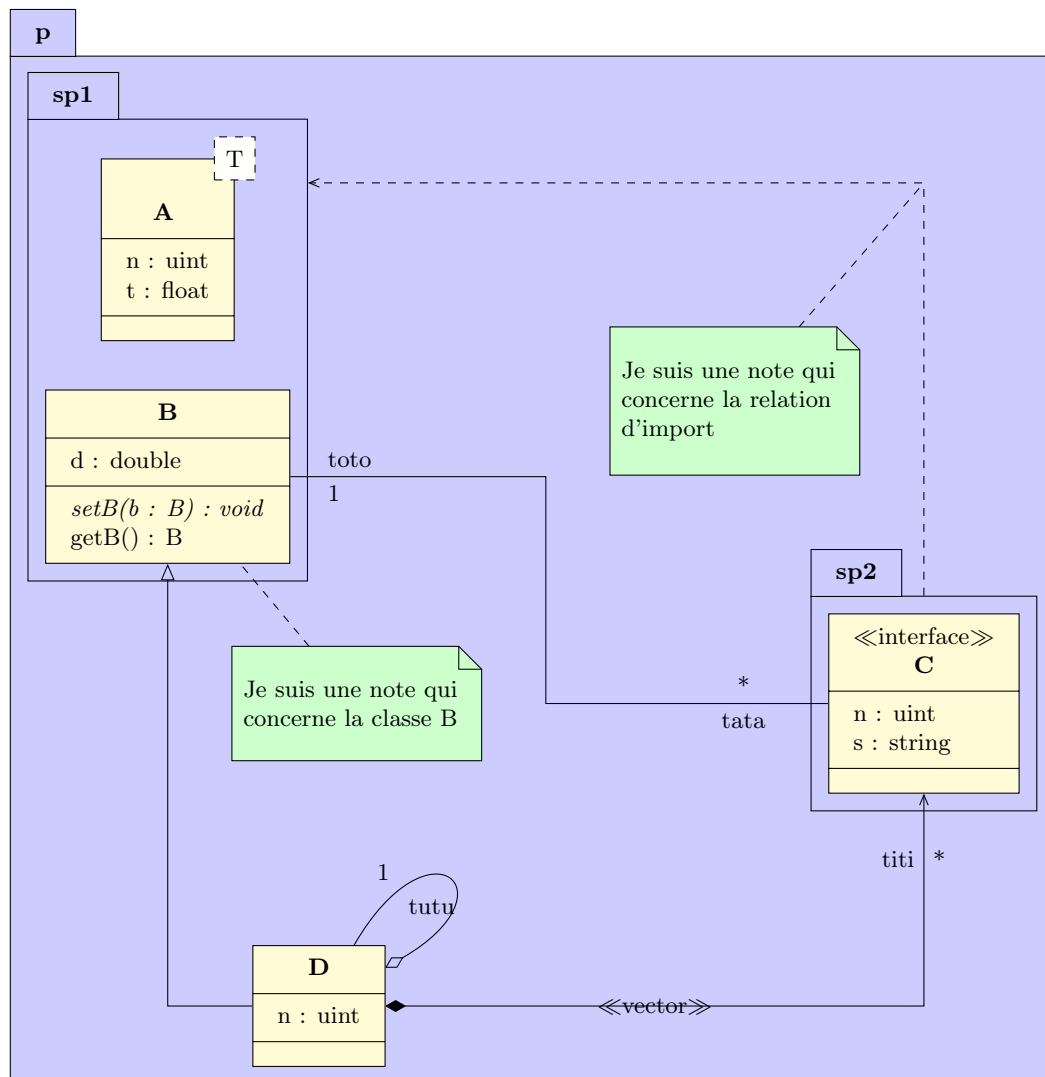 p
sp1
T
A
n : uint
t : float
B
d : double
setB(b : B) : void
getB() : B
toto
1
Je suis une note qui
concerne la relation
d'import
sp2
≪interface≫
C
n : uint
s : string
*
tata
Je suis une note qui
concerne la classe B
titi
*
1
tutu
D
n : uint
≪vector≫